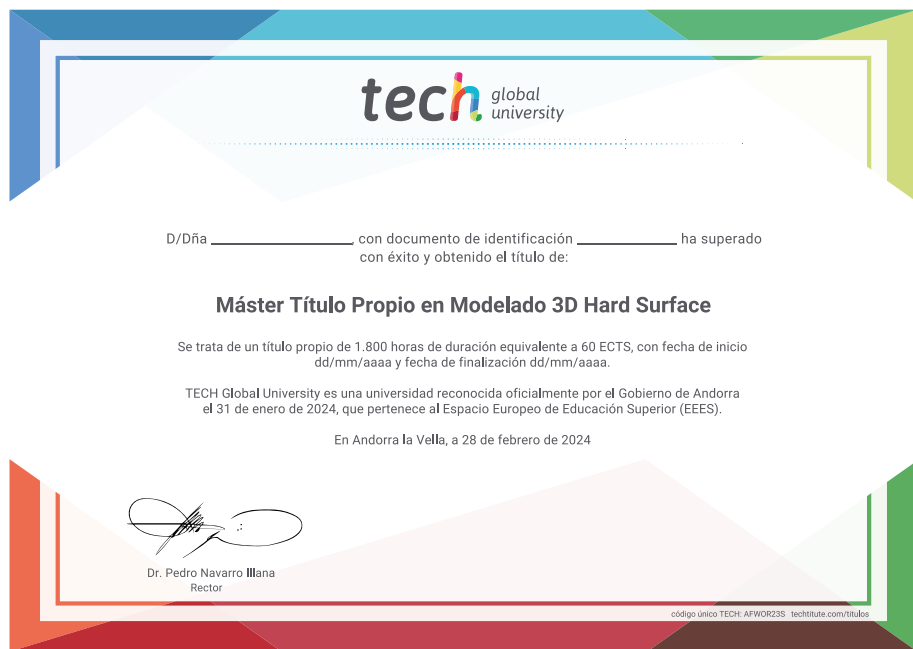 tech global
university
D/Dña ____________________, con documento de identificación ______________ ha superado
con éxito y obtenido el título de:
Máster Título Propio en Modelado 3D Hard Surface
Se trata de un título propio de 1.800 horas de duración equivalente a 60 ECTS, con fecha de inicio
dd/mm/aaaa y fecha de finalización dd/mm/aaaa.
TECH Global University es una universidad reconocida oficialmente por el Gobierno de Andorra
el 31 de enero de 2024, que pertenece al Espacio Europeo de Educación Superior (EEES).
En Andorra la Vella, a 28 de febrero de 2024
Dr. Pedro Navarro Illana
Rector
código único TECH: AFWOR23S techtitute.com/titulos